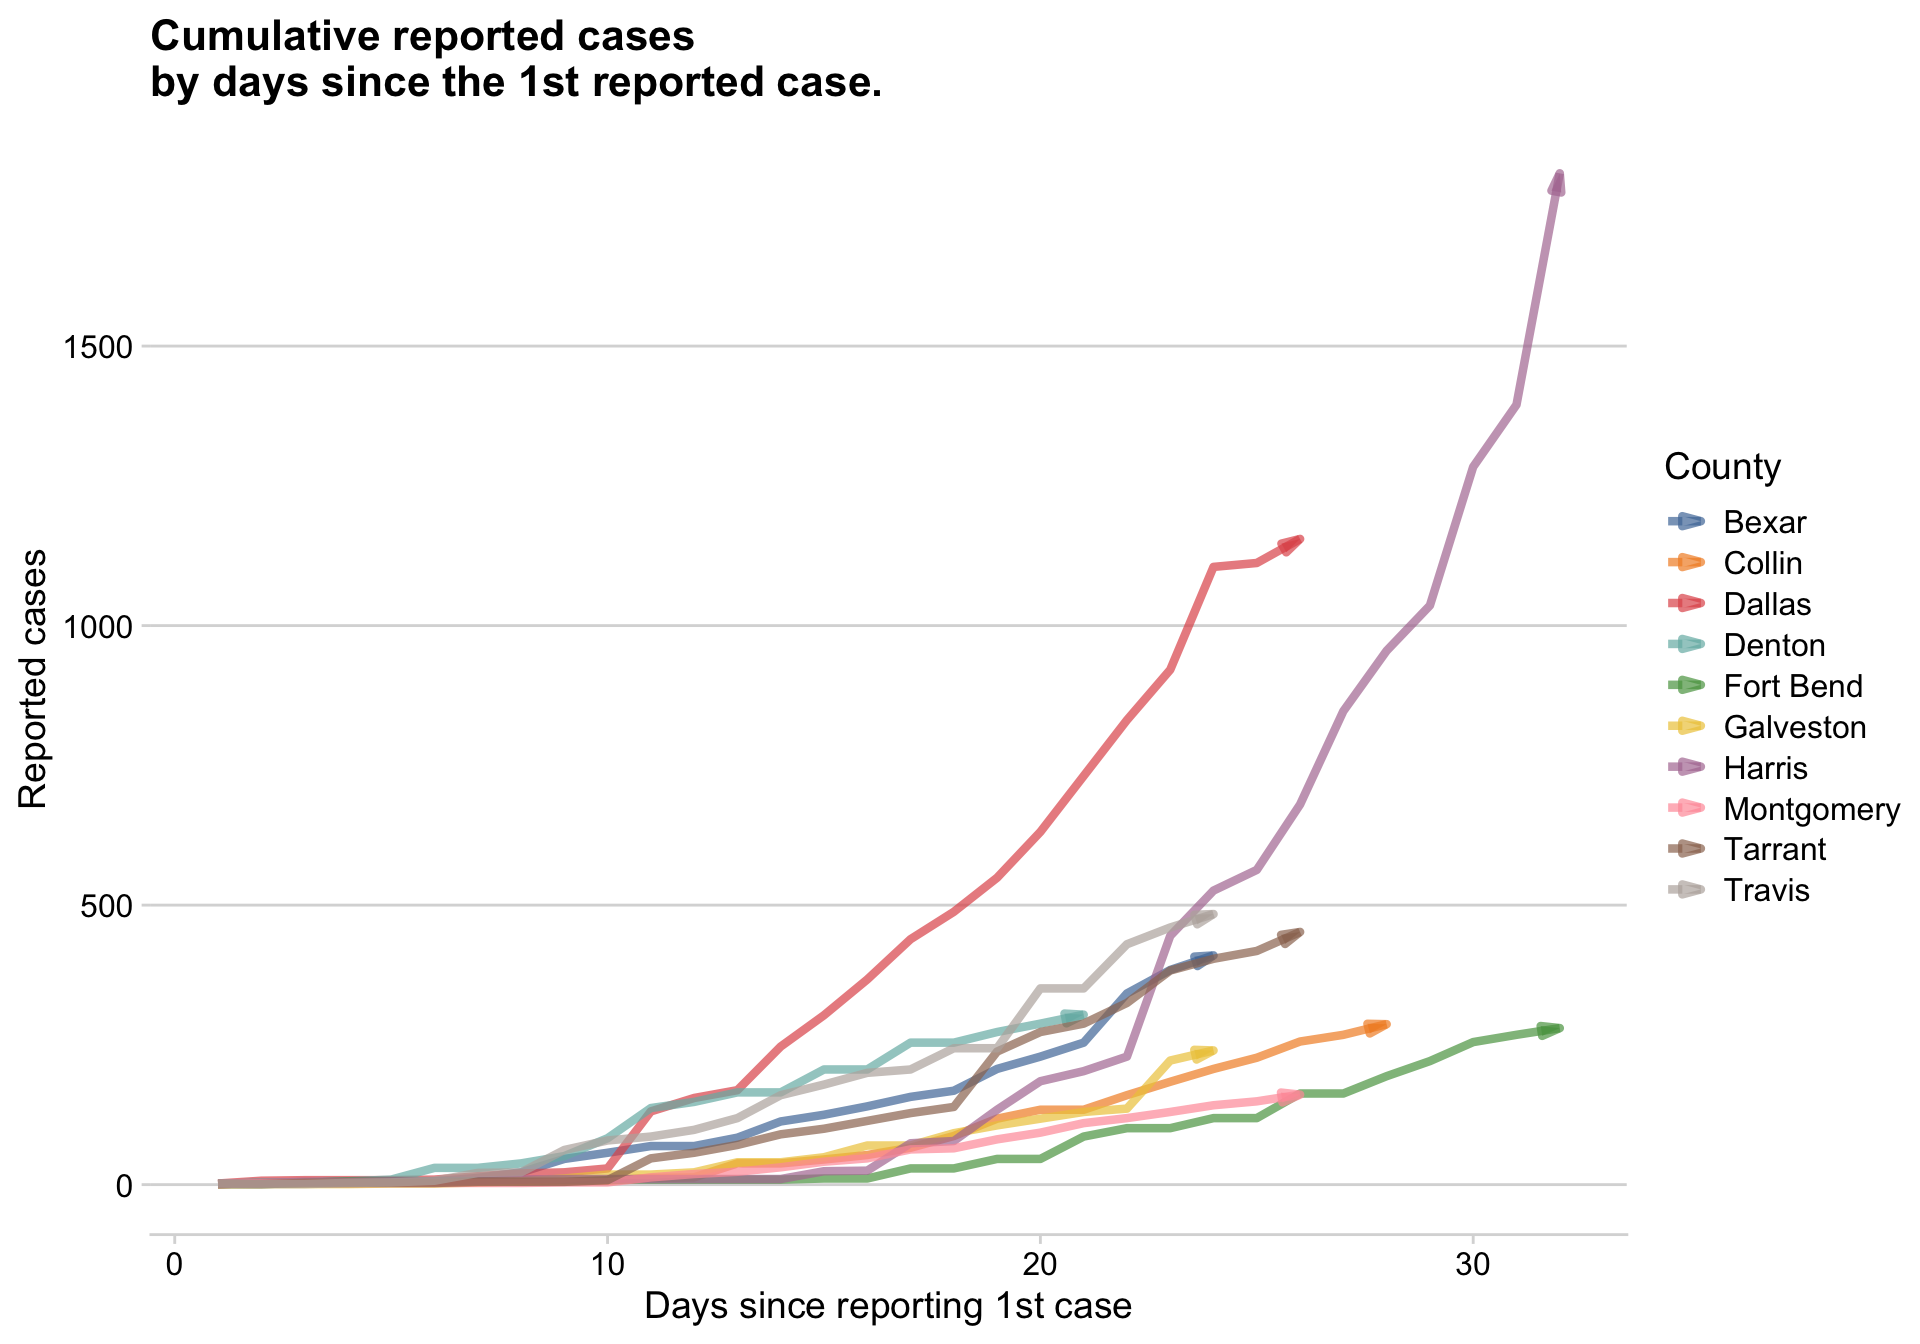 Cumulative reported cases
by days since the 1st reported case.
1500
1000
500
0
Reported cases
0 10 20 30
Days since reporting 1st case
County
Bexar
Collin
Dallas
Denton
Fort Bend
Galveston
Harris
Montgomery
Tarrant
Travis